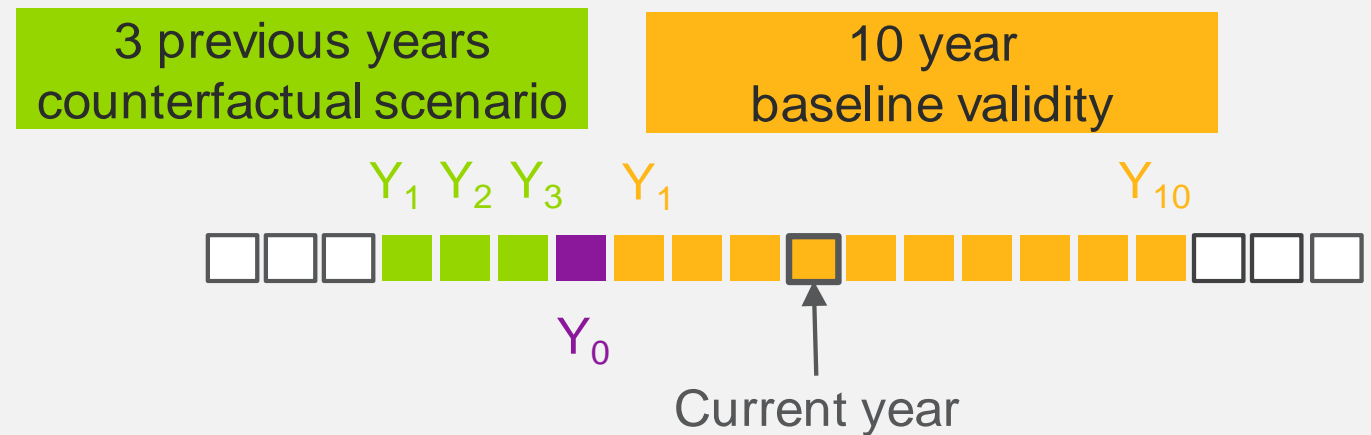 3 previous years
counterfactual scenario
10 year
baseline validity
Y₁ Y₂ Y₃ Y₁ Y₁₀
Y₀
Current year